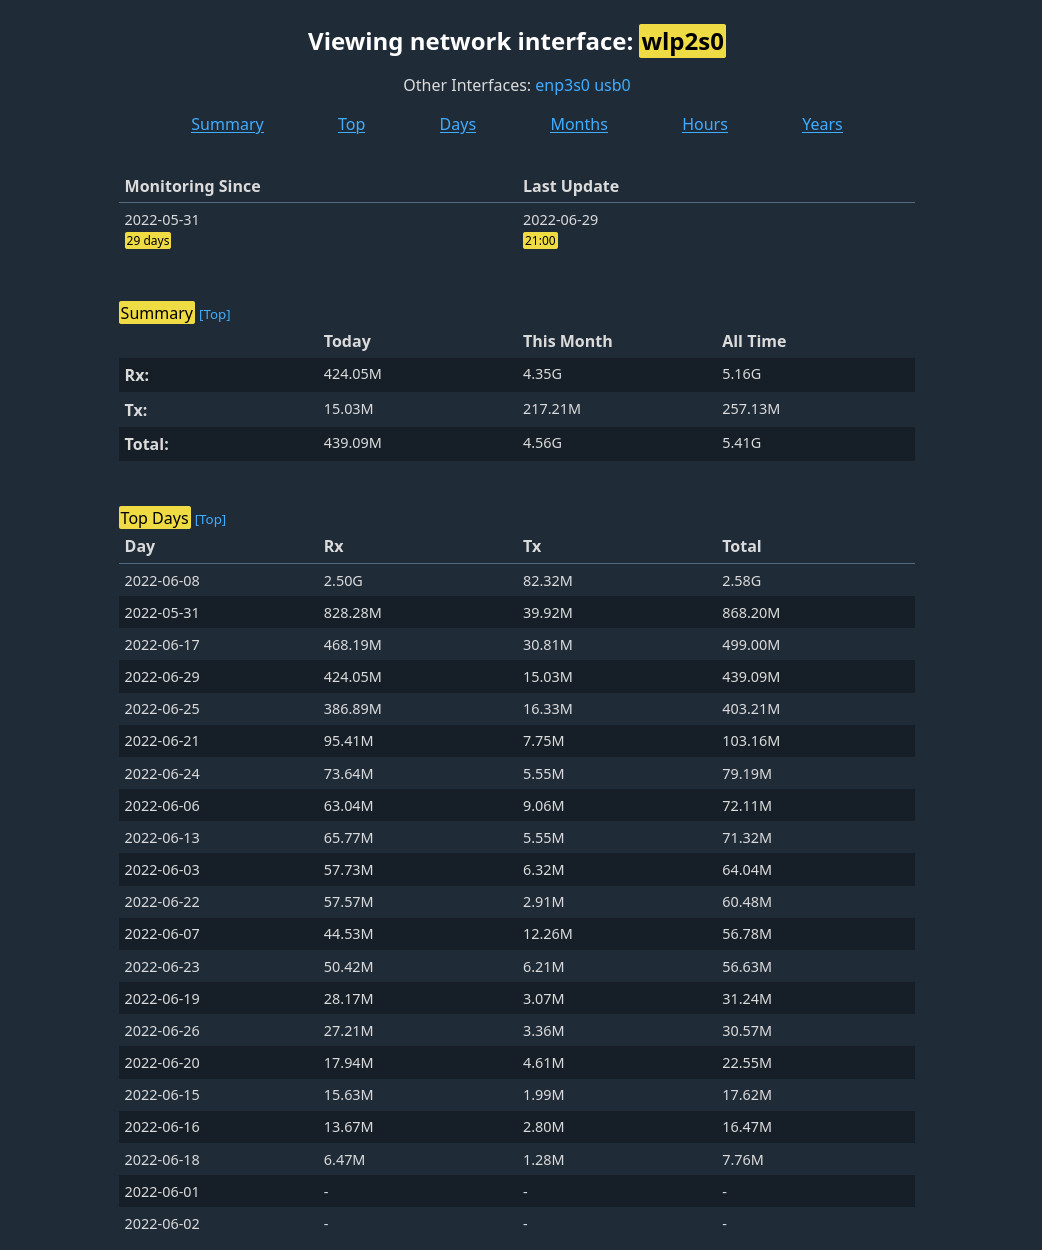 Viewing network interface: wlp2s0
Other Interfaces: enp3s0 usb0
Summary Top Days Months Hours Years
Monitoring Since Last Update
2022-05-31 2022-06-29
29 days 21:00
Summary [Top]
Today This Month All Time
Rx: 424.05M 4.35G 5.16G
Tx: 15.03M 217.21M 257.13M
Total: 439.09M 4.56G 5.41G
Top Days [Top]
Day Rx Tx Total
2022-06-08 2.50G 82.32M 2.58G
2022-05-31 828.28M 39.92M 868.20M
2022-06-17 468.19M 30.81M 499.00M
2022-06-29 424.05M 15.03M 439.09M
2022-06-25 386.89M 16.33M 403.21M
2022-06-21 95.41M 7.75M 103.16M
2022-06-24 73.64M 5.55M 79.19M
2022-06-06 63.04M 9.06M 72.11M
2022-06-13 65.77M 5.55M 71.32M
2022-06-03 57.73M 6.32M 64.04M
2022-06-22 57.57M 2.91M 60.48M
2022-06-07 44.53M 12.26M 56.78M
2022-06-23 50.42M 6.21M 56.63M
2022-06-19 28.17M 3.07M 31.24M
2022-06-26 27.21M 3.36M 30.57M
2022-06-20 17.94M 4.61M 22.55M
2022-06-15 15.63M 1.99M 17.62M
2022-06-16 13.67M 2.80M 16.47M
2022-06-18 6.47M 1.28M 7.76M
2022-06-01 - - -
2022-06-02 - - -